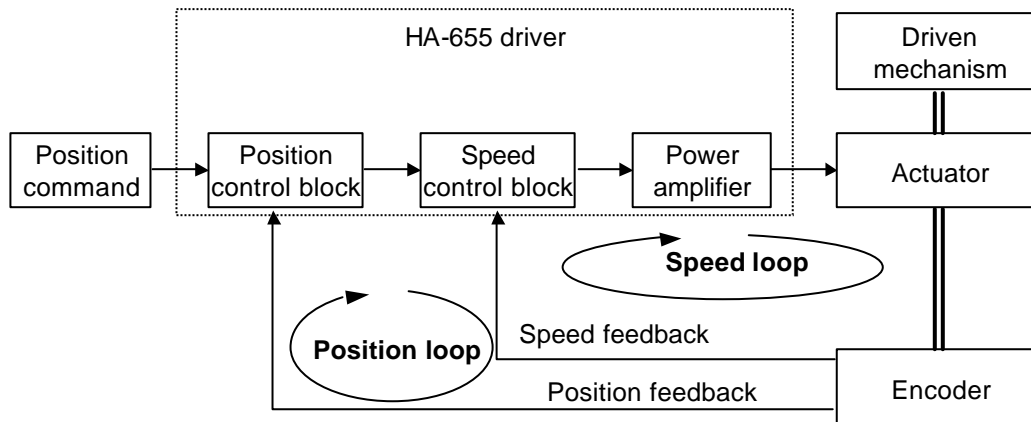 HA-655 driver
Driven
mechanism
Position
command
Position
control block
Speed
control block
Power
amplifier
Actuator
Speed loop
Position loop
Speed feedback
Position feedback
Encoder